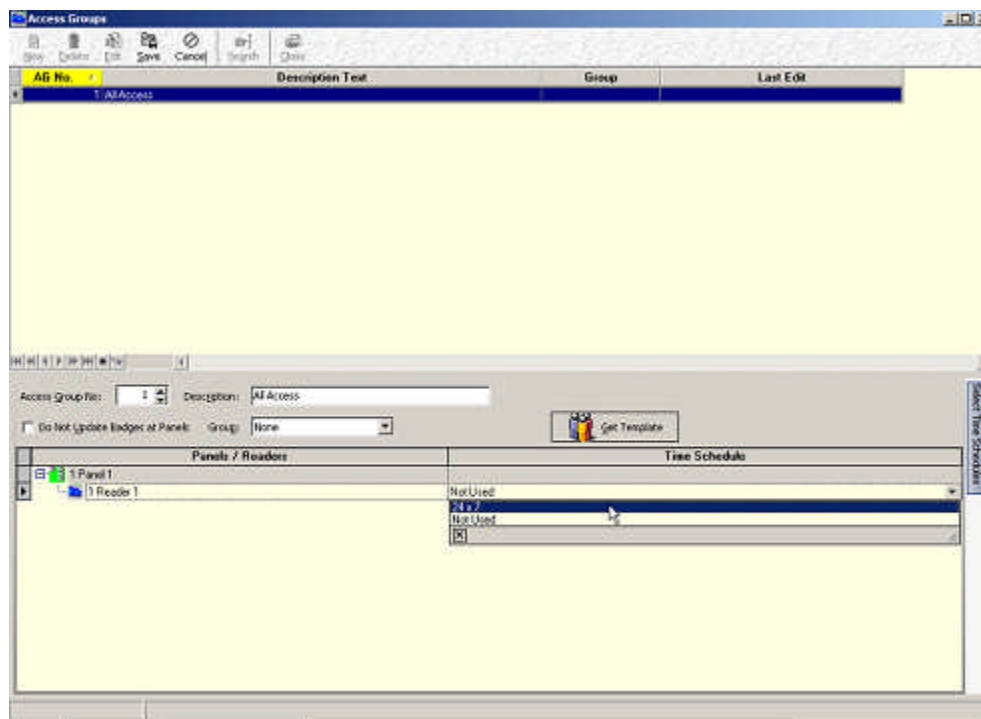 Access Groups
New Delete Edit Save Cancel Search Close
AG No. Description Text Group Last Edit
1 All Access
Access Group No: 1 Description: All Access
Do Not Update Badges at Panels Group: None Get Template
Select Time Schedules
Panels / Readers Time Schedule
1 Panel 1
1 Reader 1 Not Used
24 x 7
Not Used